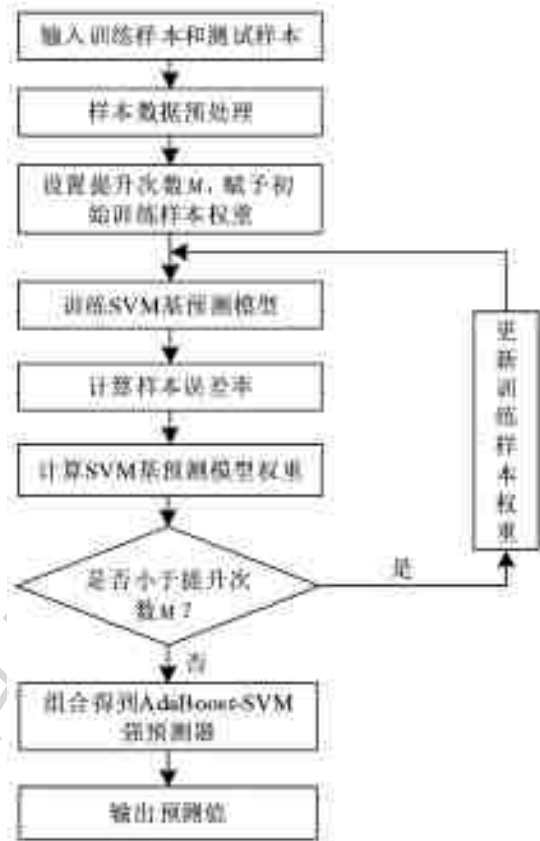 输入训练样本和测试样本
样本数据预处理
设置提升次数M，赋予初
始训练样本权重
训练SVM基预测模型
计算样本误差率
计算SVM基预测模型权重
更新训练样本权重
是否小于提升次
数M？
是
否
组合得到AdaBoost-SVM
强预测器
输出预测值